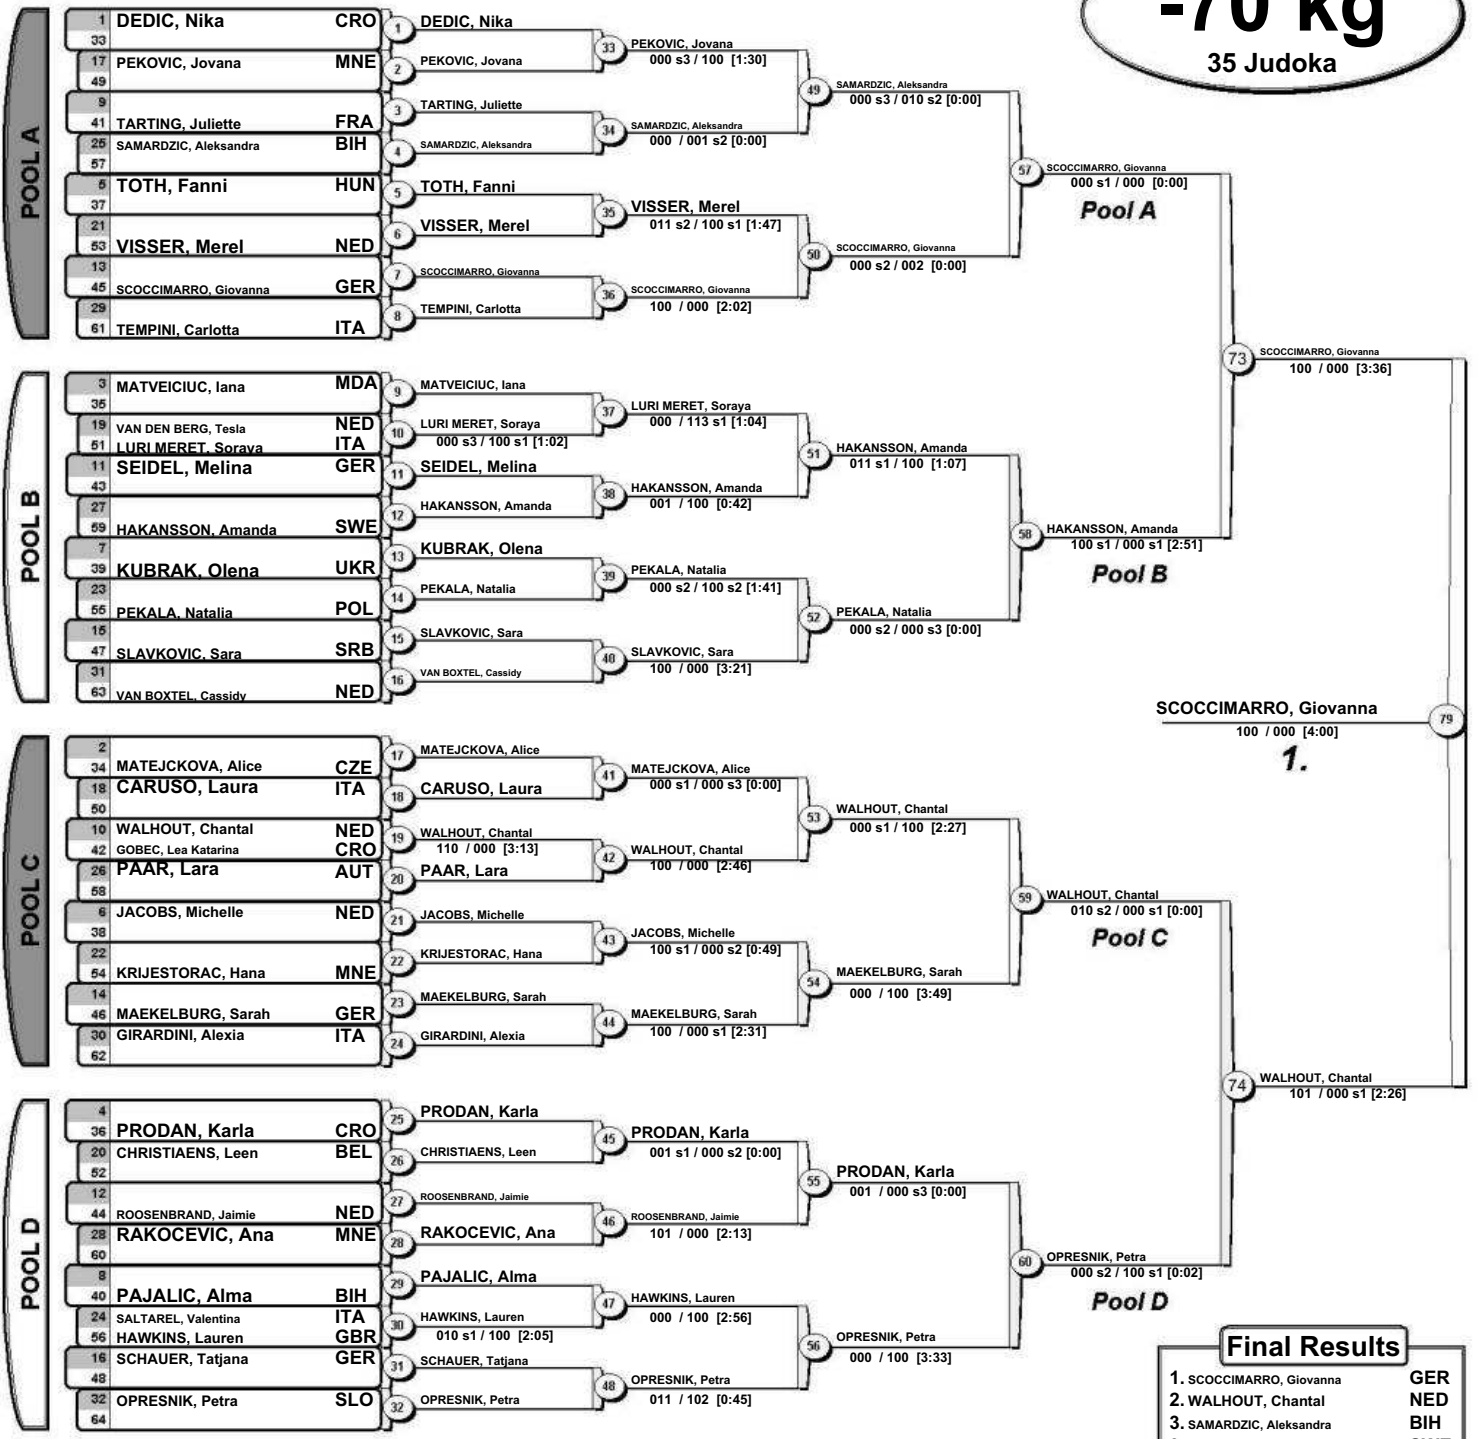 -70 kg
35 Judoka
POOL A
1 DEDIC, Nika CRO
33
17 PEKOVIC, Jovana MNE
49
9
41 TARTING, Juliette FRA
25 SAMARDZIC, Aleksandra BIH
57
5 TOTH, Fanni HUN
37
21
53 VISSER, Merel NED
13
45 SCOCCIMARRO, Giovanna GER
29
61 TEMPINI, Carlotta ITA
1 DEDIC, Nika
2 PEKOVIC, Jovana
3 TARTING, Juliette
4 SAMARDZIC, Aleksandra
5 TOTH, Fanni
6 VISSER, Merel
7 SCOCCIMARRO, Giovanna
8 TEMPINI, Carlotta
33 PEKOVIC, Jovana
000 s3 / 100 [1:30]
34 SAMARDZIC, Aleksandra
000 / 001 s2 [0:00]
35 VISSER, Merel
011 s2 / 100 s1 [1:47]
36 SCOCCIMARRO, Giovanna
100 / 000 [2:02]
49 SAMARDZIC, Aleksandra
000 s3 / 010 s2 [0:00]
50 SCOCCIMARRO, Giovanna
000 s2 / 002 [0:00]
57 SCOCCIMARRO, Giovanna
000 s1 / 000 [0:00]
Pool A
POOL B
3 MATVEICIUC, Iana MDA
35
19 VAN DEN BERG, Tesla NED
51 LURI MERET, Soraya ITA
11 SEIDEL, Melina GER
43
27
59 HAKANSSON, Amanda SWE
7
39 KUBRAK, Olena UKR
23
55 PEKALA, Natalia POL
15
47 SLAVKOVIC, Sara SRB
31
63 VAN BOXTEL, Cassidy NED
9 MATVEICIUC, Iana
10 LURI MERET, Soraya
000 s3 / 100 s1 [1:02]
11 SEIDEL, Melina
12 HAKANSSON, Amanda
13 KUBRAK, Olena
14 PEKALA, Natalia
15 SLAVKOVIC, Sara
16 VAN BOXTEL, Cassidy
37 LURI MERET, Soraya
000 / 113 s1 [1:04]
38 HAKANSSON, Amanda
001 / 100 [0:42]
39 PEKALA, Natalia
000 s2 / 100 s2 [1:41]
40 SLAVKOVIC, Sara
100 / 000 [3:21]
51 HAKANSSON, Amanda
011 s1 / 100 [1:07]
52 PEKALA, Natalia
000 s2 / 000 s3 [0:00]
58 HAKANSSON, Amanda
100 s1 / 000 s1 [2:51]
Pool B
73 SCOCCIMARRO, Giovanna
100 / 000 [3:36]
SCOCCIMARRO, Giovanna 79
100 / 000 [4:00]
1.
POOL C
2
34 MATEJCKOVA, Alice CZE
18 CARUSO, Laura ITA
50
10 WALHOUT, Chantal NED
42 GOBEC, Lea Katarina CRO
26 PAAR, Lara AUT
58
6 JACOBS, Michelle NED
38
22
54 KRIJESTORAC, Hana MNE
14
46 MAEKELBURG, Sarah GER
30 GIRARDINI, Alexia ITA
62
17 MATEJCKOVA, Alice
18 CARUSO, Laura
19 WALHOUT, Chantal
110 / 000 [3:13]
20 PAAR, Lara
21 JACOBS, Michelle
22 KRIJESTORAC, Hana
23 MAEKELBURG, Sarah
24 GIRARDINI, Alexia
41 MATEJCKOVA, Alice
000 s1 / 000 s3 [0:00]
42 WALHOUT, Chantal
100 / 000 [2:46]
43 JACOBS, Michelle
100 s1 / 000 s2 [0:49]
44 MAEKELBURG, Sarah
100 / 000 s1 [2:31]
53 WALHOUT, Chantal
000 s1 / 100 [2:27]
54 MAEKELBURG, Sarah
000 / 100 [3:49]
59 WALHOUT, Chantal
010 s2 / 000 s1 [0:00]
Pool C
POOL D
4
36 PRODAN, Karla CRO
20 CHRISTIAENS, Leen BEL
52
12
44 ROOSENBRAND, Jaimie NED
28 RAKOCEVIC, Ana MNE
60
8
40 PAJALIC, Alma BIH
24 SALTAREL, Valentina ITA
56 HAWKINS, Lauren GBR
16 SCHAUER, Tatjana GER
48
32 OPRESNIK, Petra SLO
64
25 PRODAN, Karla
26 CHRISTIAENS, Leen
27 ROOSENBRAND, Jaimie
28 RAKOCEVIC, Ana
29 PAJALIC, Alma
30 HAWKINS, Lauren
010 s1 / 100 [2:05]
31 SCHAUER, Tatjana
32 OPRESNIK, Petra
45 PRODAN, Karla
001 s1 / 000 s2 [0:00]
46 ROOSENBRAND, Jaimie
101 / 000 [2:13]
47 HAWKINS, Lauren
000 / 100 [2:56]
48 OPRESNIK, Petra
011 / 102 [0:45]
55 PRODAN, Karla
001 / 000 s3 [0:00]
56 OPRESNIK, Petra
000 / 100 [3:33]
60 OPRESNIK, Petra
000 s2 / 100 s1 [0:02]
Pool D
74 WALHOUT, Chantal
101 / 000 s1 [2:26]
Final Results
1. SCOCCIMARRO, Giovanna GER
2. WALHOUT, Chantal NED
3. SAMARDZIC, Aleksandra BIH